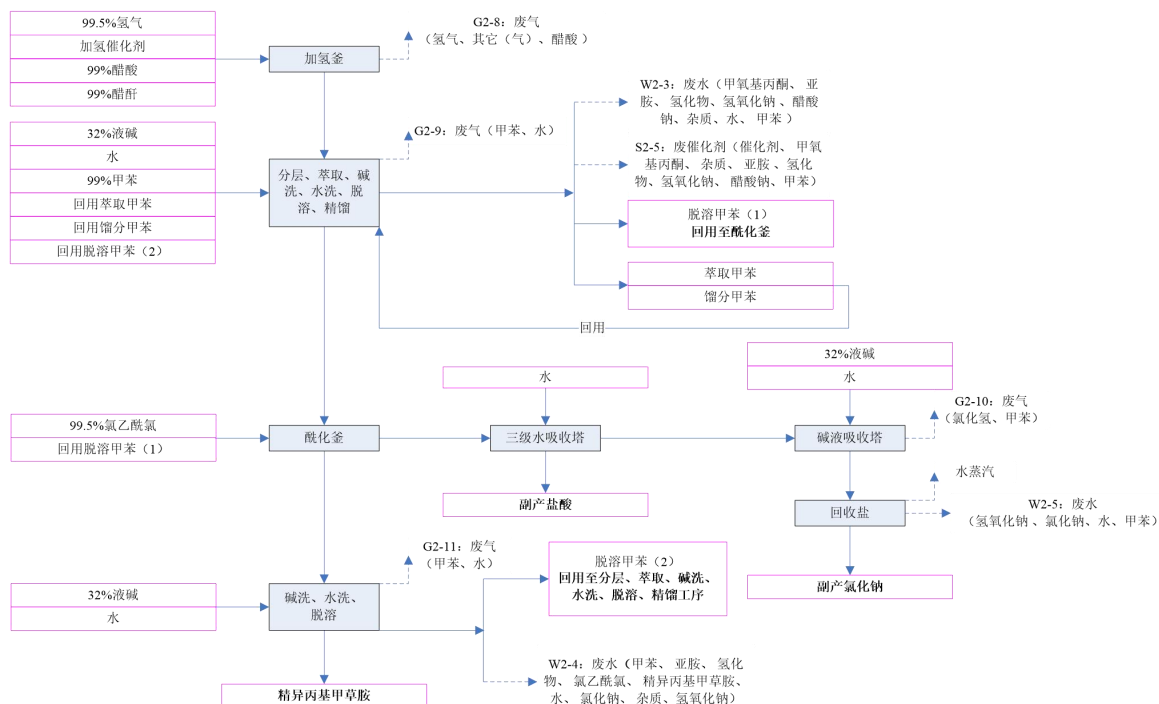 99.5%氢气
加氢催化剂
99%醋酸
99%醋酐
加氢釜
G2-8：废气
（氢气、其它（气）、醋酸 ）
32%液碱
水
99%甲苯
回用萃取甲苯
回用馏分甲苯
回用脱溶甲苯（2）
分层、萃取、碱
洗、水洗、脱
溶、精馏
G2-9：废气（甲苯、水）
W2-3：废水（甲氧基丙酮、 亚
胺、 氢化物、氢氧化钠 、醋酸
钠、杂质、水、 甲苯 ）
S2-5：废催化剂（催化剂、 甲氧
基丙酮、 杂质、 亚胺、氢化
物、氢氧化钠、醋酸钠、甲苯）
脱溶甲苯（1）
回用至酰化釜
萃取甲苯
馏分甲苯
回用
99.5%氯乙酰氯
回用脱溶甲苯（1）
酰化釜
水
三级水吸收塔
副产盐酸
32%液碱
水
碱液吸收塔
G2-10：废气
（氯化氢、甲苯）
水蒸汽
回收盐
W2-5：废水
（氢氧化钠 、氯化钠、水、甲苯）
副产氯化钠
32%液碱
水
碱洗、水洗、
脱溶
G2-11：废气
（甲苯、水）
脱溶甲苯（2）
回用至分层、萃取、碱洗、
水洗、脱溶、精馏工序
W2-4：废水（甲苯、 亚胺、 氢化
物、 氯乙酰氯、 精异丙基甲草胺、
水、 氯化钠、 杂质、氢氧化钠）
精异丙基甲草胺